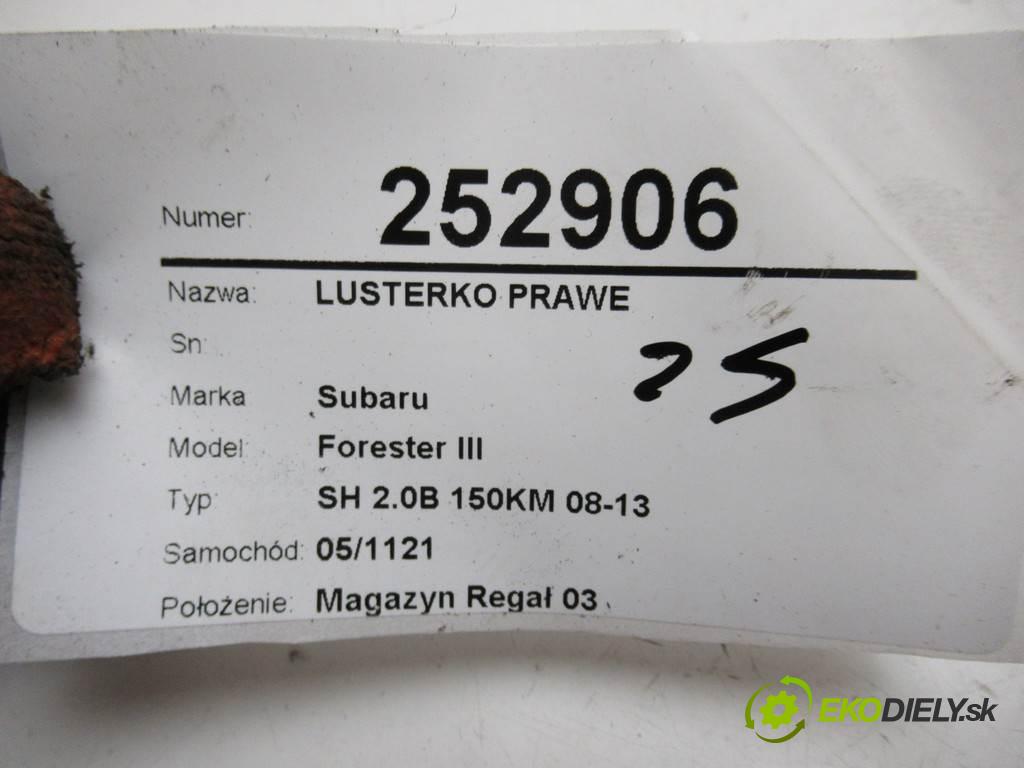 Numer: 252906
Nazwa: LUSTERKO PRAWE
Sn:
25
Marka Subaru
Model: Forester III
Typ: SH 2.0B 150KM 08-13
Samochód: 05/1121
Położenie: Magazyn Regał 03
EKODIELY.sk